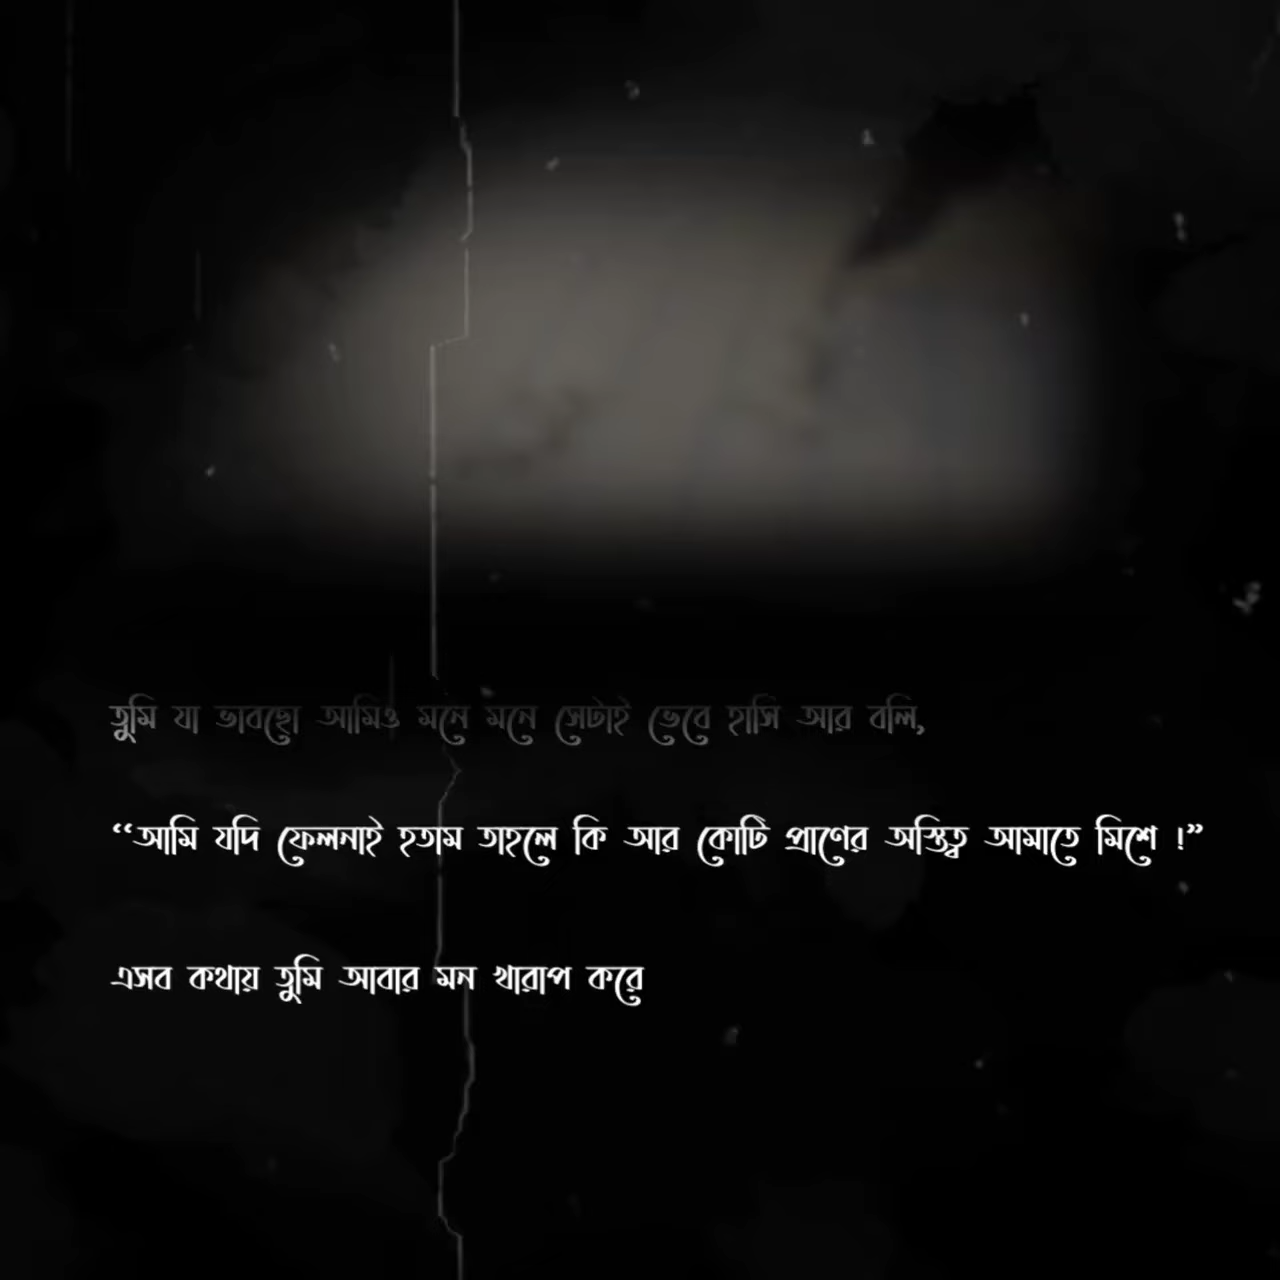 তুমি যা ভাবছো আমিও মনে মনে সেটাই ভেবে হাসি আর বলি,
“আমি যদি ফেলনাই হতাম তাহলে কি আর কোটি প্রাণের অস্তিত্ব আমাতে মিশে !”
এসব কথায় তুমি আবার মন খারাপ করে